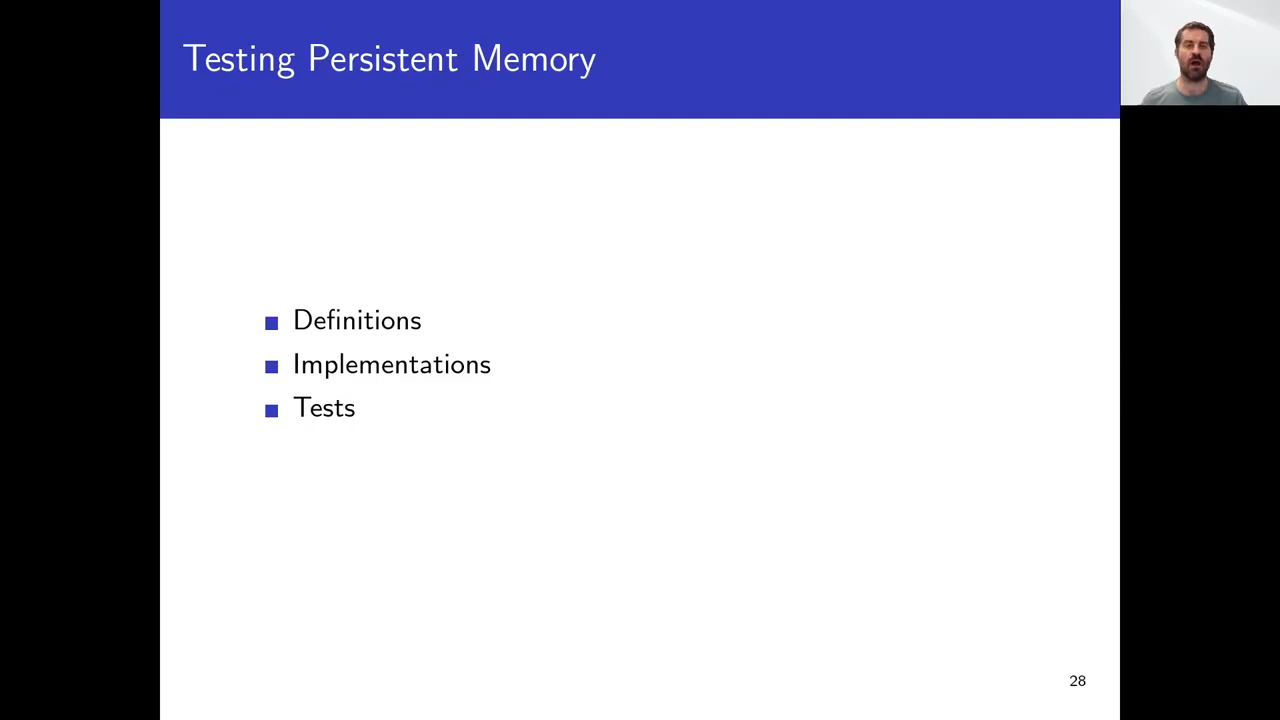 Testing Persistent Memory
Definitions
Implementations
Tests
28